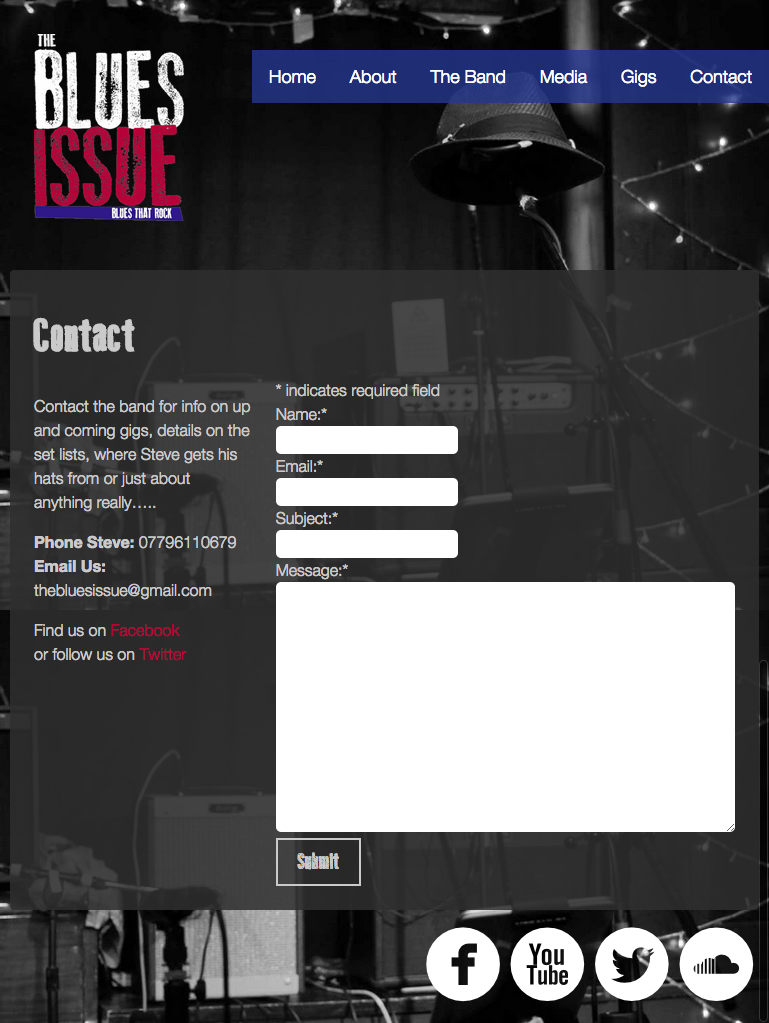 THE
BLUES
ISSUE
BLUES THAT ROCK
Home About The Band Media Gigs Contact
Contact
Contact the band for info on up
and coming gigs, details on the
set lists, where Steve gets his
hats from or just about
anything really…..
Phone Steve: 07796110679
Email Us:
thebluesissue@gmail.com
Find us on Facebook
or follow us on Twitter
* indicates required field
Name:*
Email:*
Subject:*
Message:*
Submit
f
You
Tube